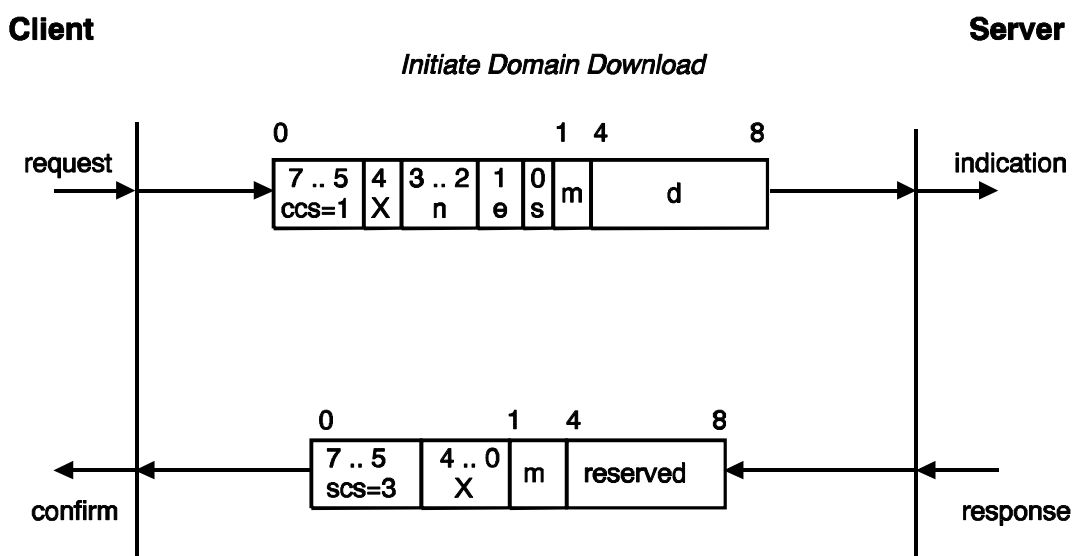 Client
Server
Initiate Domain Download
0 1 4 8
request
indication
7 .. 5 4 3 .. 2 1 0
ccs=1 X n e s m d
0 1 4 8
7 .. 5 4 .. 0
scs=3 X m reserved
confirm
response